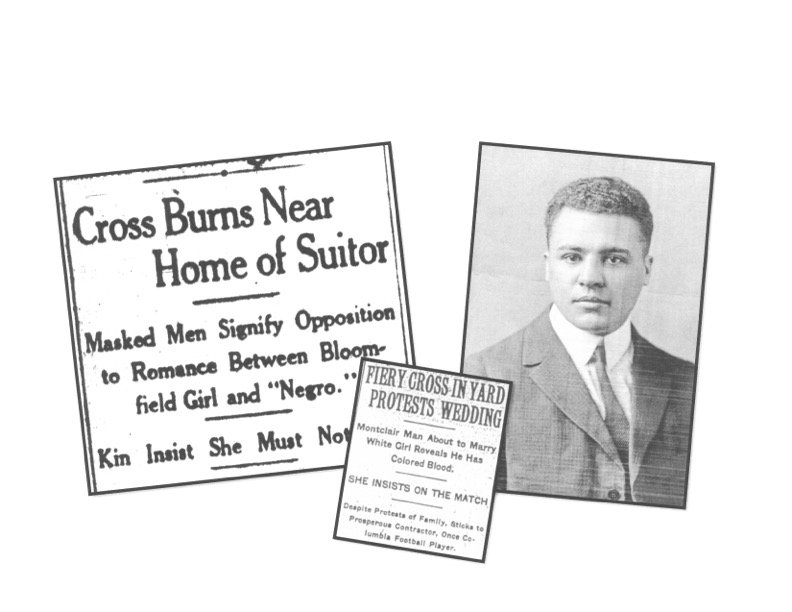 Cross Burns Near
Home of Suitor
Masked Men Signify Opposition
to Romance Between Bloom-
field Girl and "Negro."
Kin Insist She Must Not
FIERY CROSS IN YARD
PROTESTS WEDDING
Montclair Man About to Marry
White Girl Reveals He Has
Colored Blood.
SHE INSISTS ON THE MATCH
Despite Protests of Family, Sticks to
Prosperous Contractor, Once Co-
lumbia Football Player.